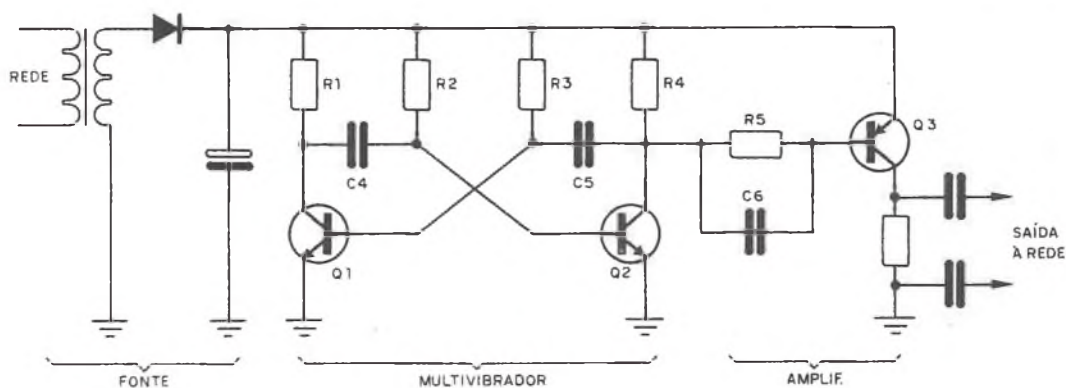 REDE
R1
R2
R3
R4
C4
C5
R5
C6
Q1
Q2
Q3
SAÍDA
À REDE
FONTE
MULTIVIBRADOR
AMPLIF.